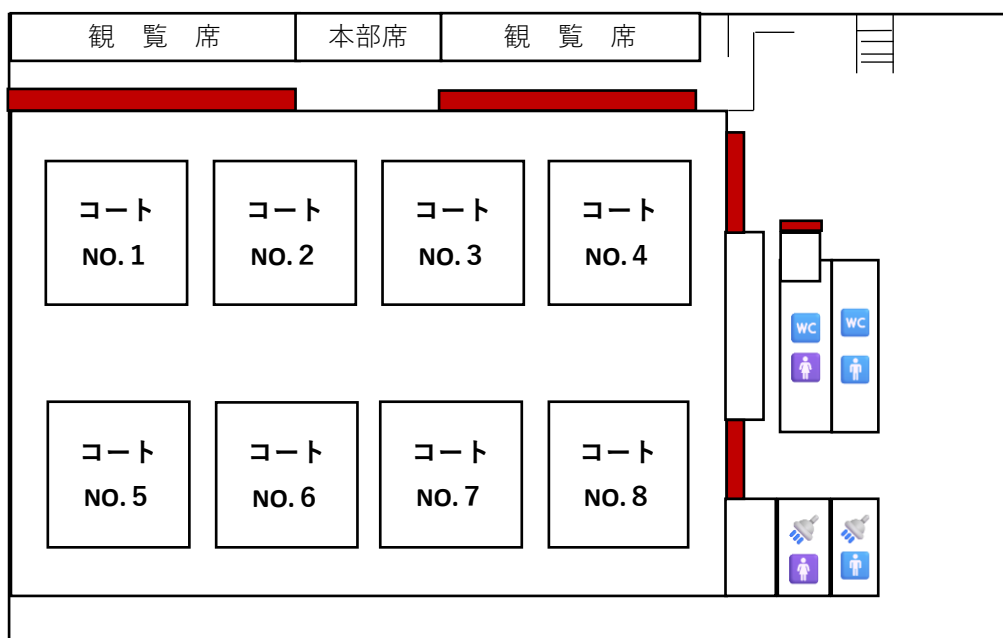 観 覧 席
本部席
観 覧 席
コート
NO.1
コート
NO.2
コート
NO.3
コート
NO.4
WC
WC
コート
NO.5
コート
NO.6
コート
NO.7
コート
NO.8